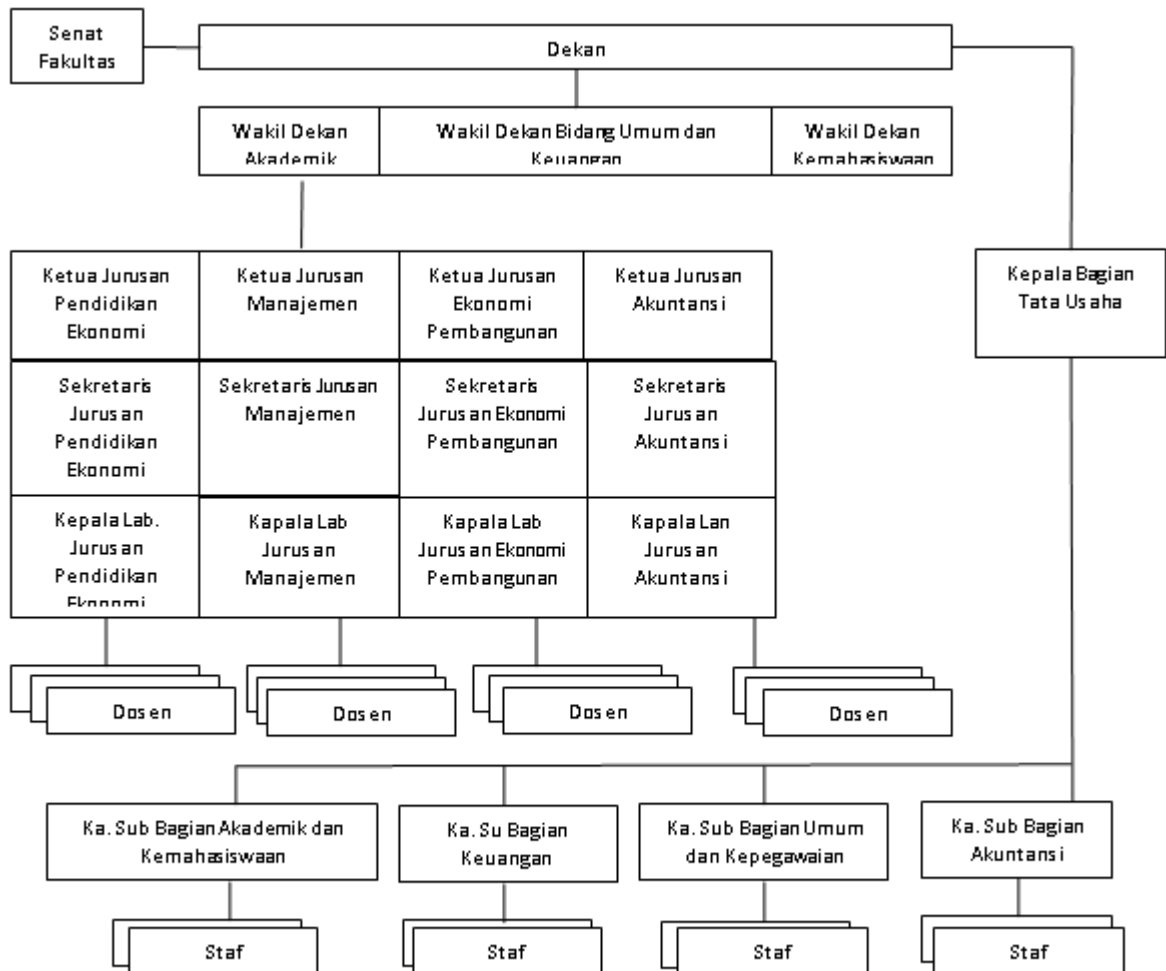 Senat
Fakultas
Dekan
Wakil Dekan
Akademik
Wakil Dekan Bidang Umum dan
Keuangan
Wakil Dekan
Kemahasiswaan
Ketua Jurusan
Pendidikan
Ekonomi
Ketua Jurusan
Manajemen
Ketua Jurusan
Ekonomi
Pembangunan
Ketua Jurusan
Akuntansi
Kepala Bagian
Tata Usaha
Sekretaris
Jurusan
Pendidikan
Ekonomi
Sekretaris Jurusan
Manajemen
Sekretaris
Jurusan Ekonomi
Pembangunan
Sekretaris
Jurusan
Akuntansi
Kepala Lab.
Jurusan
Pendidikan
Ekonomi
Kapala Lab
Jurusan
Manajemen
Kapala Lab
Jurusan Ekonomi
Pembangunan
Kapala Lan
Jurusan
Akuntansi
Dosen
Dosen
Dosen
Dosen
Ka. Sub Bagian Akademik dan
Kemahasiswaan
Ka. Su Bagian
Keuangan
Ka. Sub Bagian Umum
dan Kepegawaian
Ka. Sub Bagian
Akuntansi
Staf
Staf
Staf
Staf